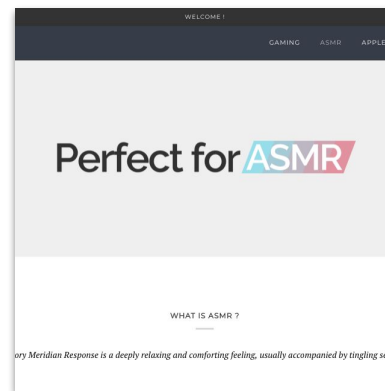 WELCOME !
GAMING ASMR APPLE
Perfect for ASMR
WHAT IS ASMR ?
ory Meridian Response is a deeply relaxing and comforting feeling, usually accompanied by tingling se